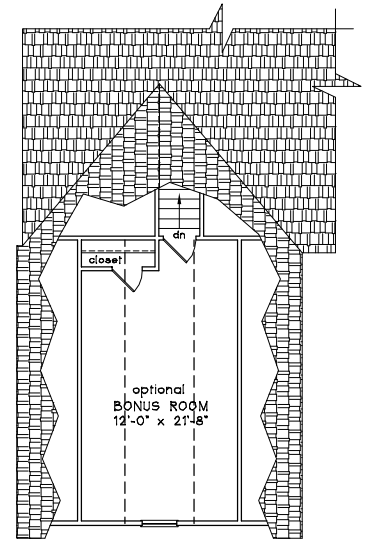 dn
closet
optional
BONUS ROOM
12'-0" x 21'-8"